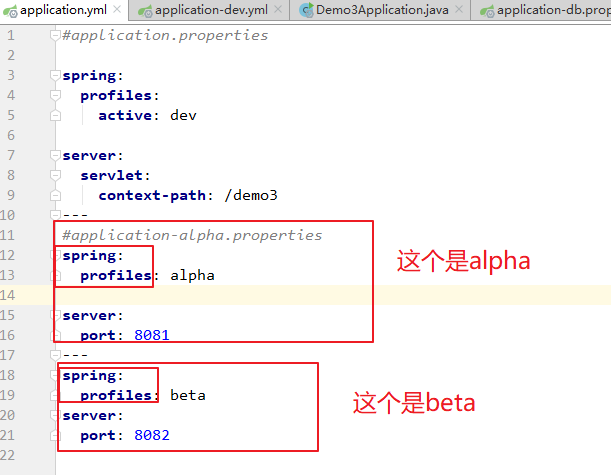 application.yml application-dev.yml Demo3Application.java application-db.prop
1 #application.properties
2
3 spring:
4 profiles:
5 active: dev
6
7 server:
8 servlet:
9 context-path: /demo3
10 ---
11 #application-alpha.properties
12 spring:
13 profiles: alpha
这个是alpha
14
15 server:
16 port: 8081
17 ---
18 spring:
19 profiles: beta
这个是beta
20 server:
21 port: 8082
22